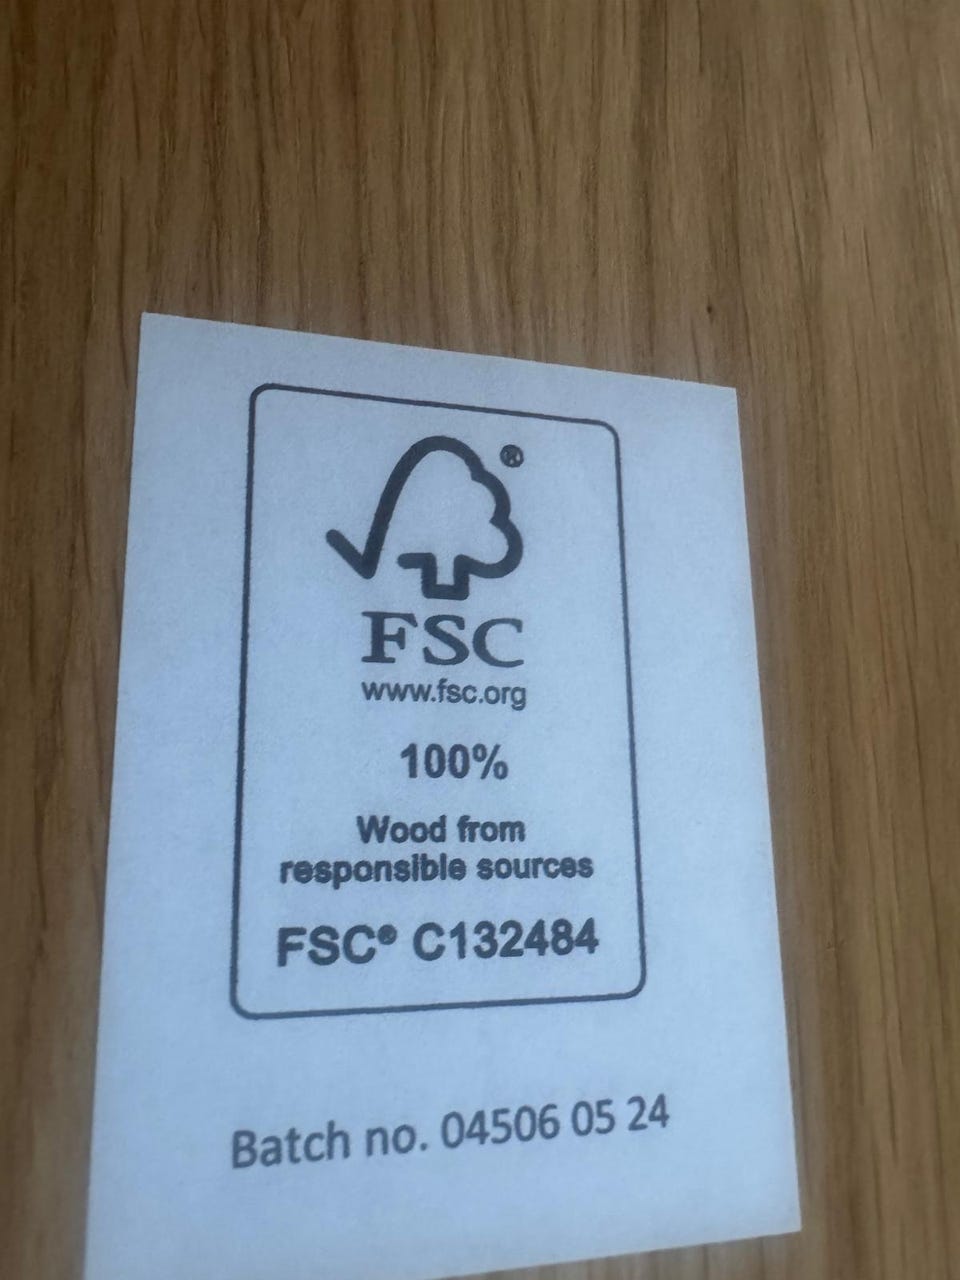 ®
FSC
www.fsc.org
100%
Wood from
responsible sources
FSC® C132484
Batch no. 04506 05 24